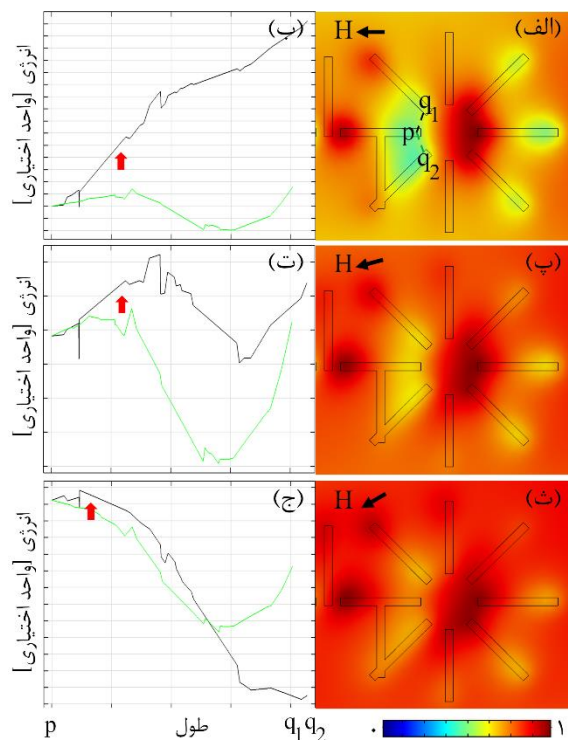 (الف)
H
q1
p
q2
(ب)
انرژی [واحد اختیاری]
(پ)
H
(ت)
انرژی [واحد اختیاری]
(ث)
H
(ج)
انرژی [واحد اختیاری]
p طول q1 q2
۰ ۱